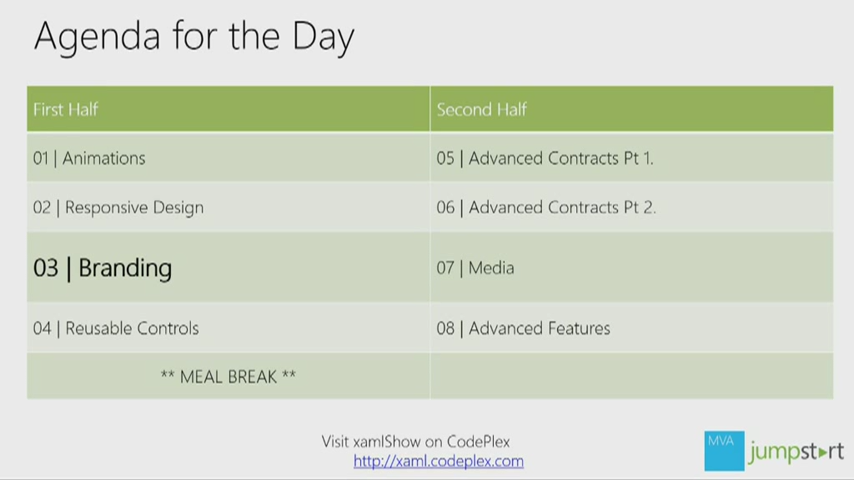 Agenda for the Day
First Half
Second Half
01 | Animations
05 | Advanced Contracts Pt 1.
02 | Responsive Design
06 | Advanced Contracts Pt 2.
03 | Branding
07 | Media
04 | Reusable Controls
08 | Advanced Features
** MEAL BREAK **
Visit xamlShow on CodePlex
http://xaml.codeplex.com
MVA
jumpstart